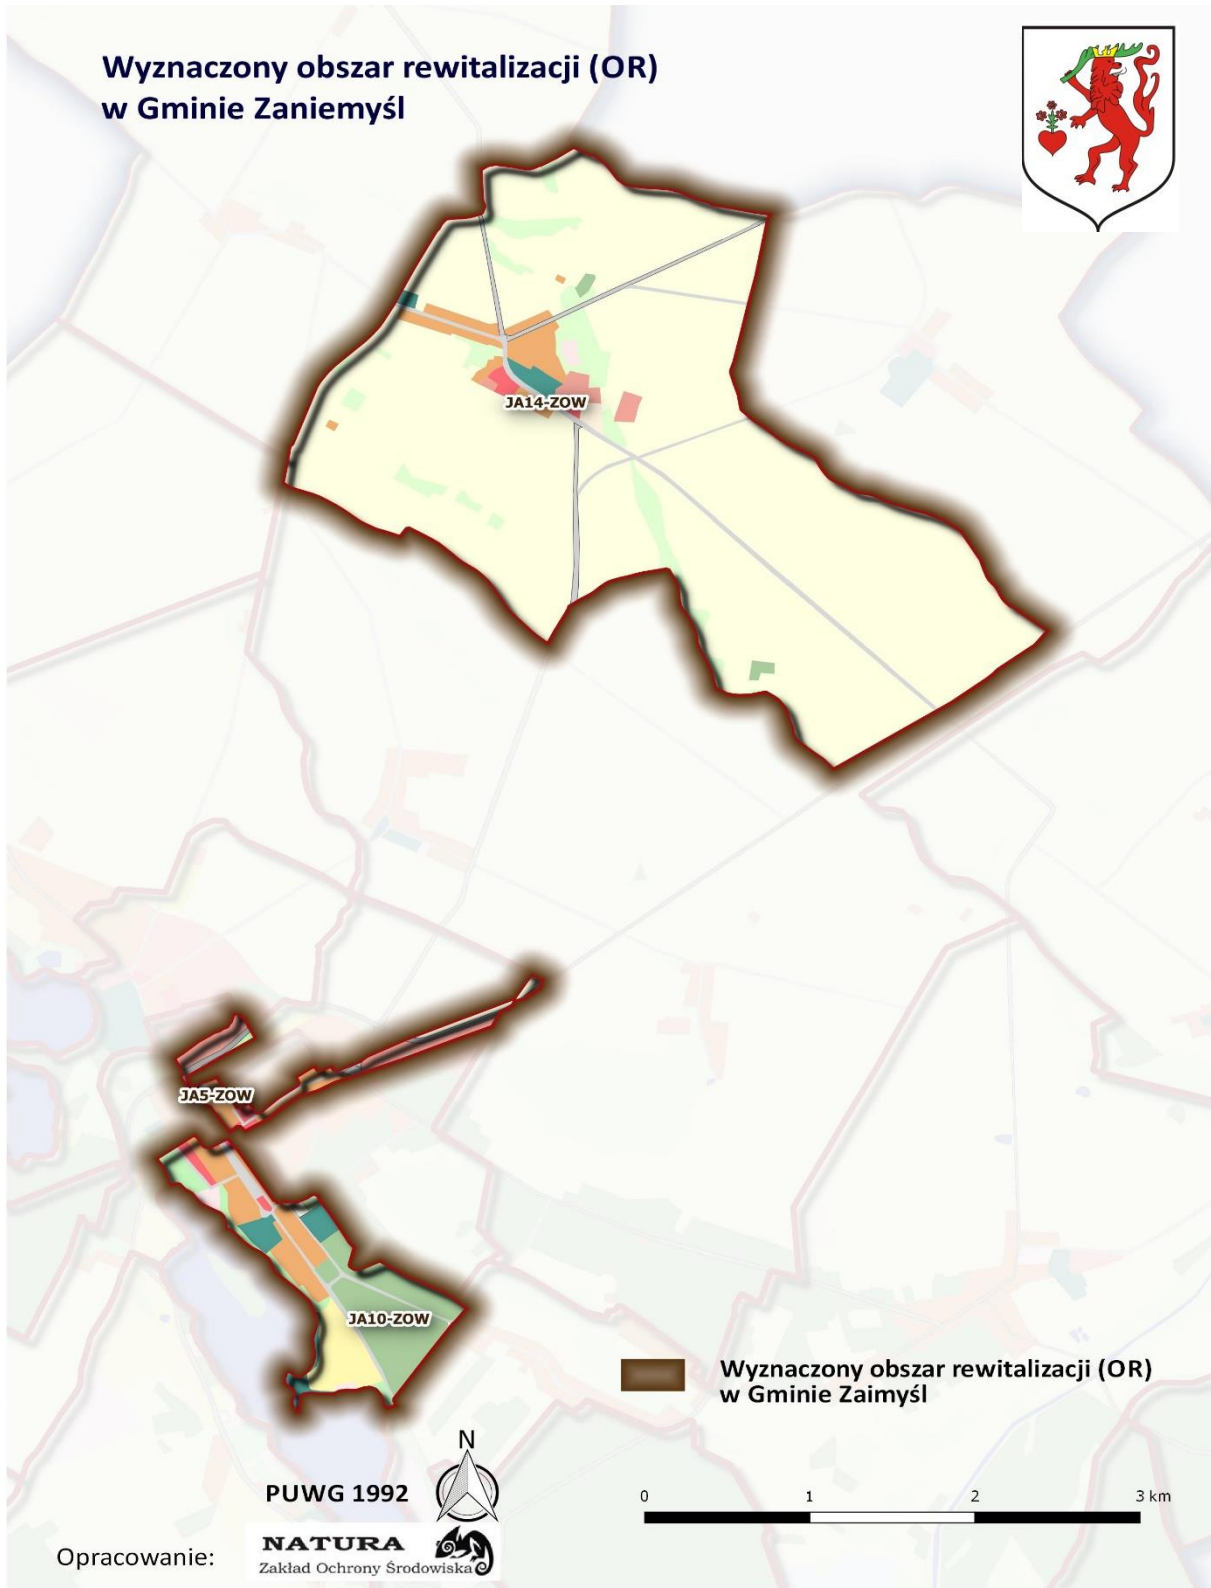 Wyznaczony obszar rewitalizacji (OR)
w Gminie Zaniemyśl
JA14-ZOW
JA5-ZOW
JA10-ZOW
Wyznaczony obszar rewitalizacji (OR)
w Gminie Zaimyśl
N
PUWG 1992
0 1 2 3 km
Opracowanie:
NATURA
Zakład Ochrony Środowiska